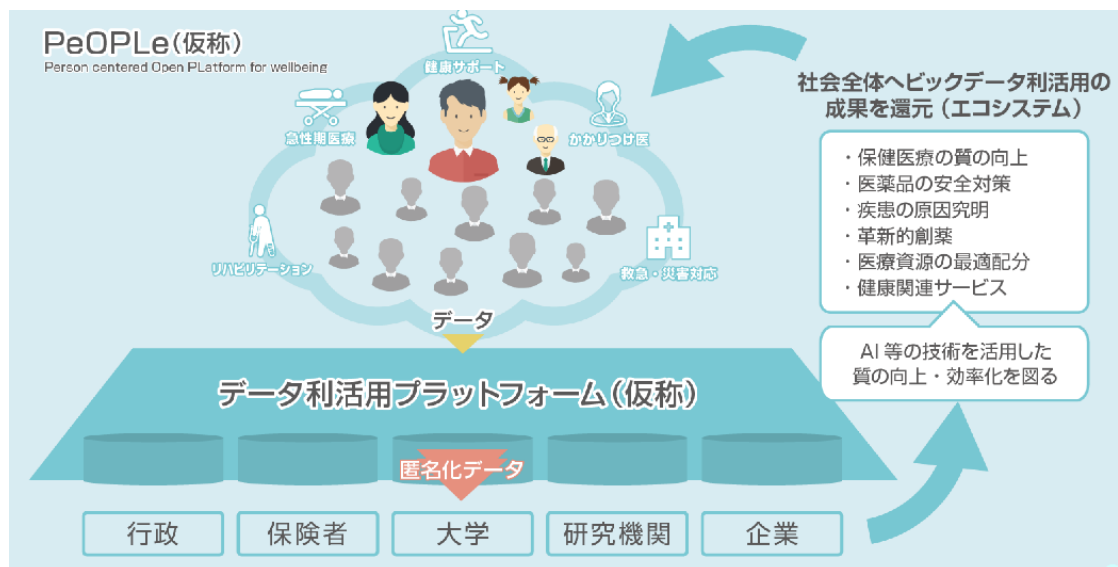 PeOPLe(仮称)
Person centered Open PLatform for wellbeing
健康サポート
急性期医療
かかりつけ医
リハビリテーション
救急・災害対応
データ
データ利活用プラットフォーム(仮称)
匿名化データ
行政
保険者
大学
研究機関
企業
社会全体へビックデータ利活用の
成果を還元(エコシステム)
・保健医療の質の向上
・医薬品の安全対策
・疾患の原因究明
・革新的創薬
・医療資源の最適配分
・健康関連サービス
AI等の技術を活用した
質の向上・効率化を図る